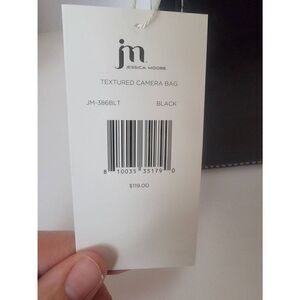 jm
JESSICA MOORE
TEXTURED CAMERA BAG
JM-3868LT BLACK
8 10035 35179 0
$119.00